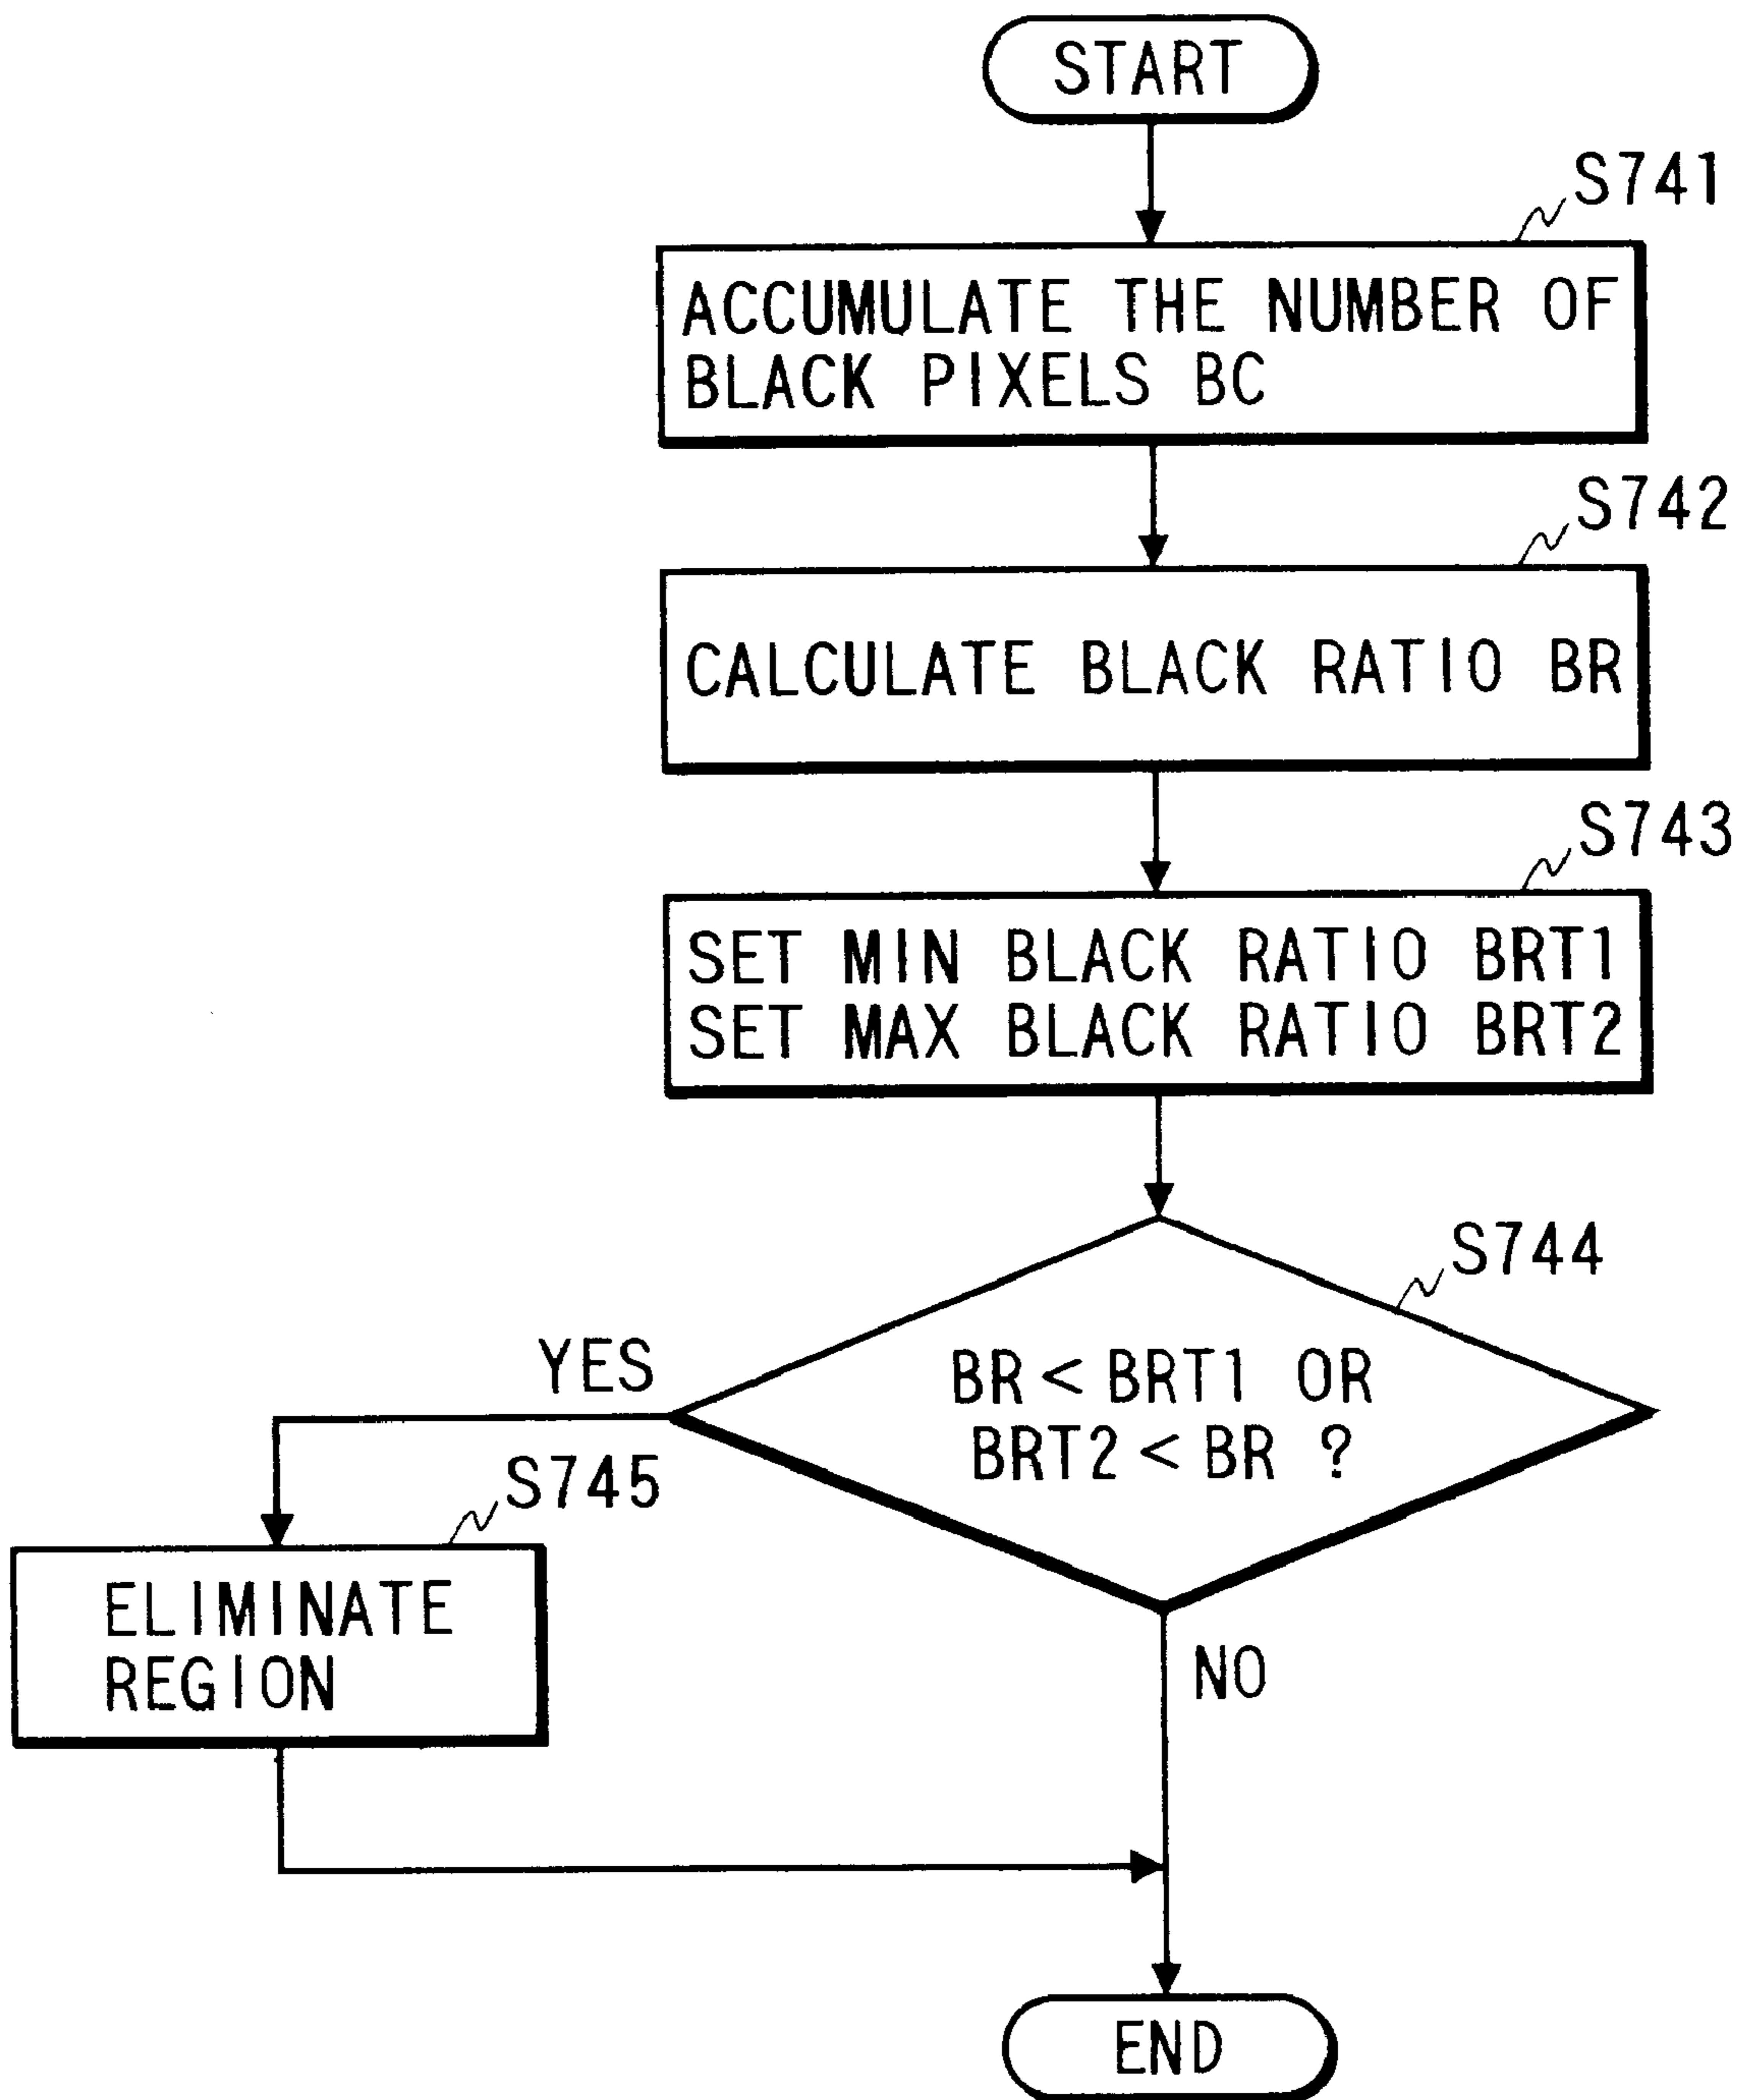 START
S741
ACCUMULATE THE NUMBER OF
BLACK PIXELS BC
S742
CALCULATE BLACK RATIO BR
S743
SET MIN BLACK RATIO BRT1
SET MAX BLACK RATIO BRT2
S744
BR < BRT1 OR
BRT2 < BR ?
YES
S745
ELIMINATE
REGION
NO
END